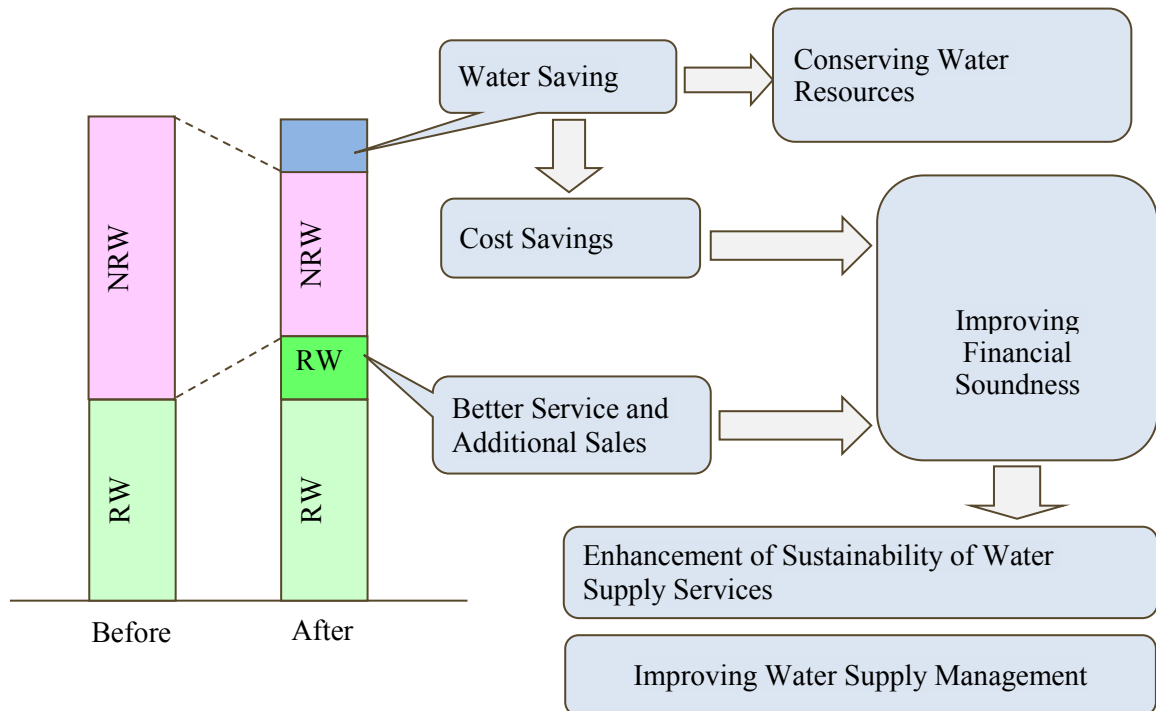 Water Saving
Conserving Water
Resources
NRW
NRW
Cost Savings
Improving
Financial
Soundness
RW
Better Service and
Additional Sales
RW
RW
Enhancement of Sustainability of Water
Supply Services
Before
After
Improving Water Supply Management